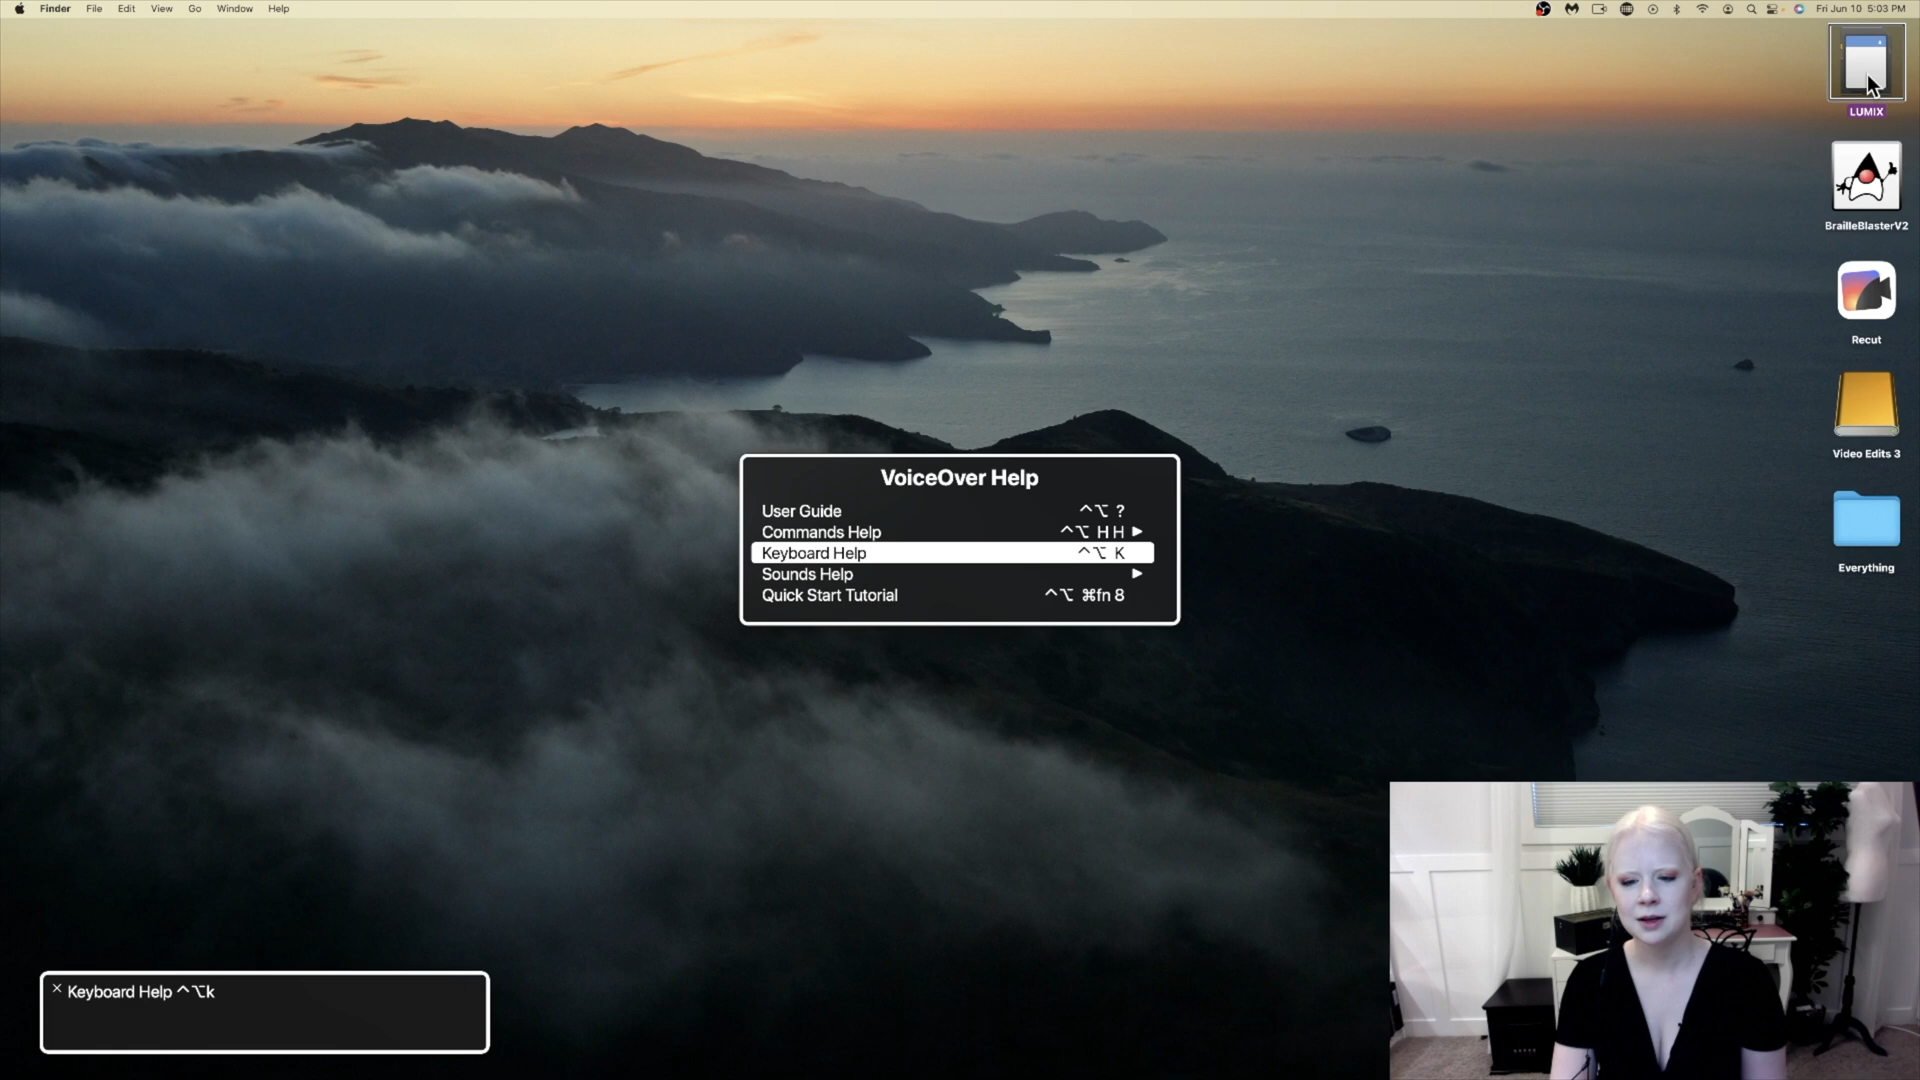 Finder File Edit View Go Window Help Fri Jun 10 5:03 PM
LUMIX
BrailleBlasterV2
Recut
Video Edits 3
Everything
VoiceOver Help
User Guide ^⌥ ?
Commands Help ^⌥ H H ▶
Keyboard Help ^⌥ K
Sounds Help ▶
Quick Start Tutorial ^⌥ ⌘fn 8
× Keyboard Help ^⌥k